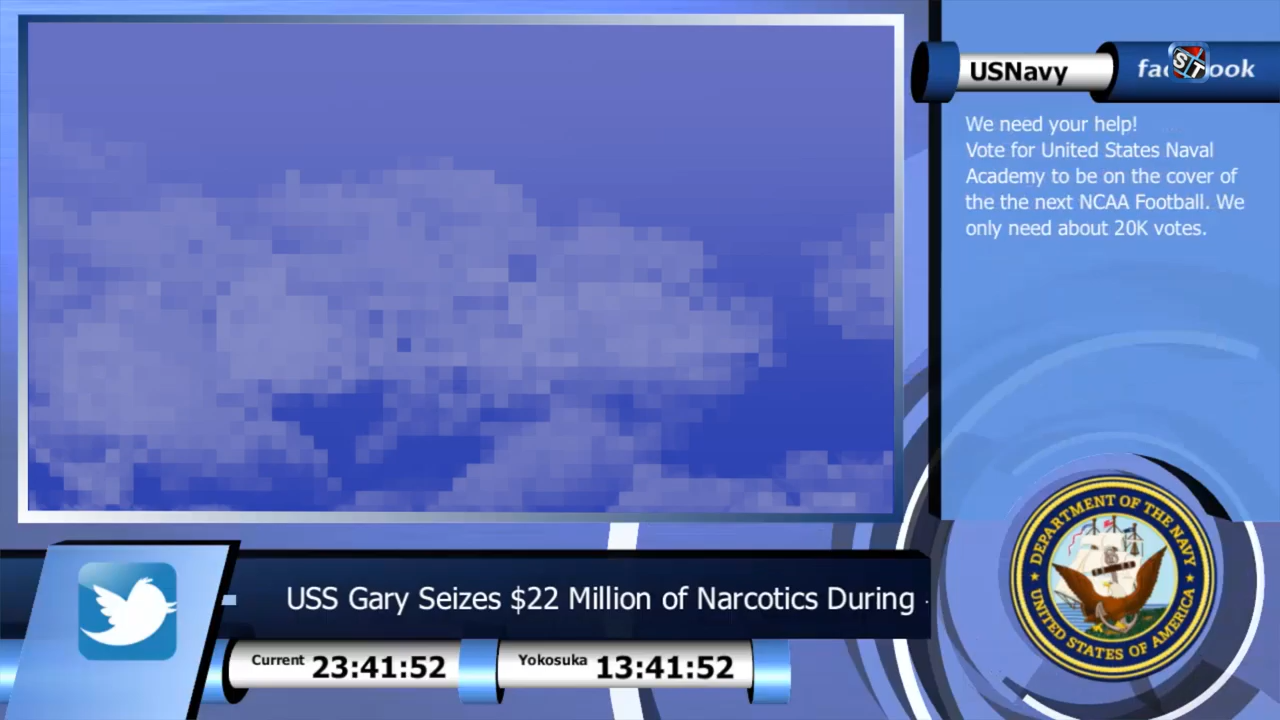 USNavy
facebook
ST
We need your help!
Vote for United States Naval
Academy to be on the cover of
the the next NCAA Football. We
only need about 20K votes.
DEPARTMENT OF THE NAVY
UNITED STATES OF AMERICA
USS Gary Seizes $22 Million of Narcotics During
Current 23:41:52
Yokosuka 13:41:52